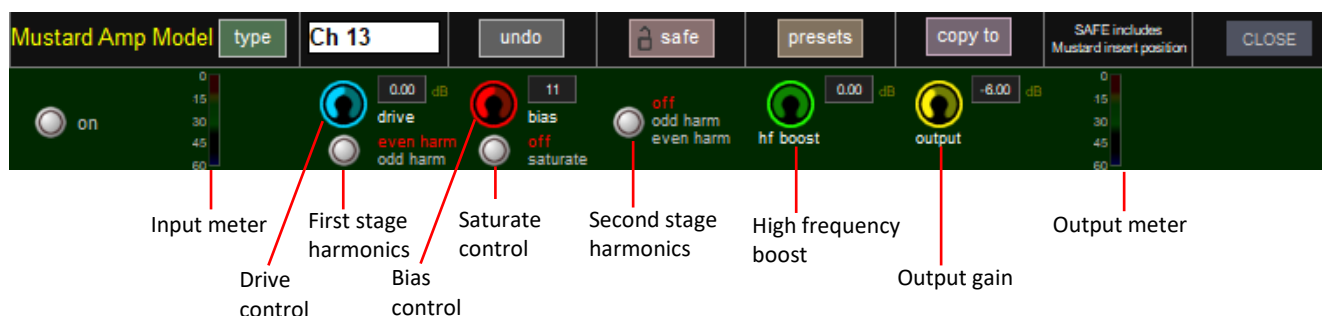 Mustard Amp Model type Ch 13 undo safe presets copy to SAFE includes CLOSE
Mustard insert position
on
0
15
30
45
60
0.00 dB
drive
even harm
odd harm
11
bias
off
saturate
off
odd harm
even harm
0.00 dB
hf boost
-6.00 dB
output
0
15
30
45
60
Input meter
First stage
harmonics
Saturate
control
Second stage
harmonics
High frequency
boost
Output meter
Drive
control
Bias
control
Output gain